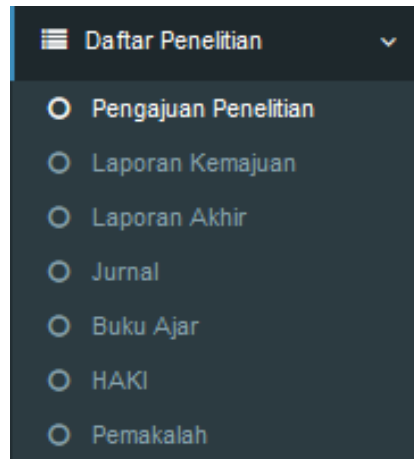 Daftar Penelitian
Pengajuan Penelitian
Laporan Kemajuan
Laporan Akhir
Jurnal
Buku Ajar
HAKI
Pemakalah